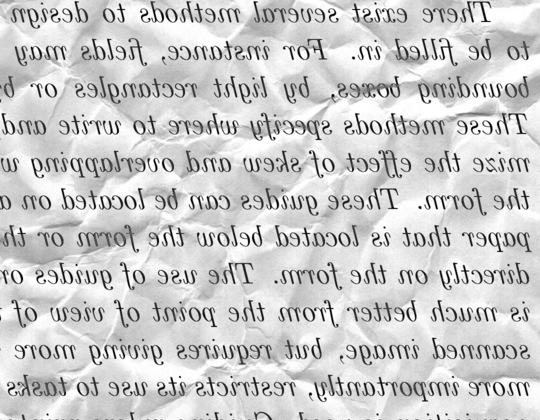 There exist several methods to design
to be filled in. For instance, fields may
bounding boxes, by light rectangles or
These methods specify where to write and
mize the effect of skew and overlapping
the form. These guides can be located on
paper that is located below the form or
directly on the form. The use of guides
is much better from the point of view of
scanned image, but requires giving more
more importantly, restricts its use to tasks